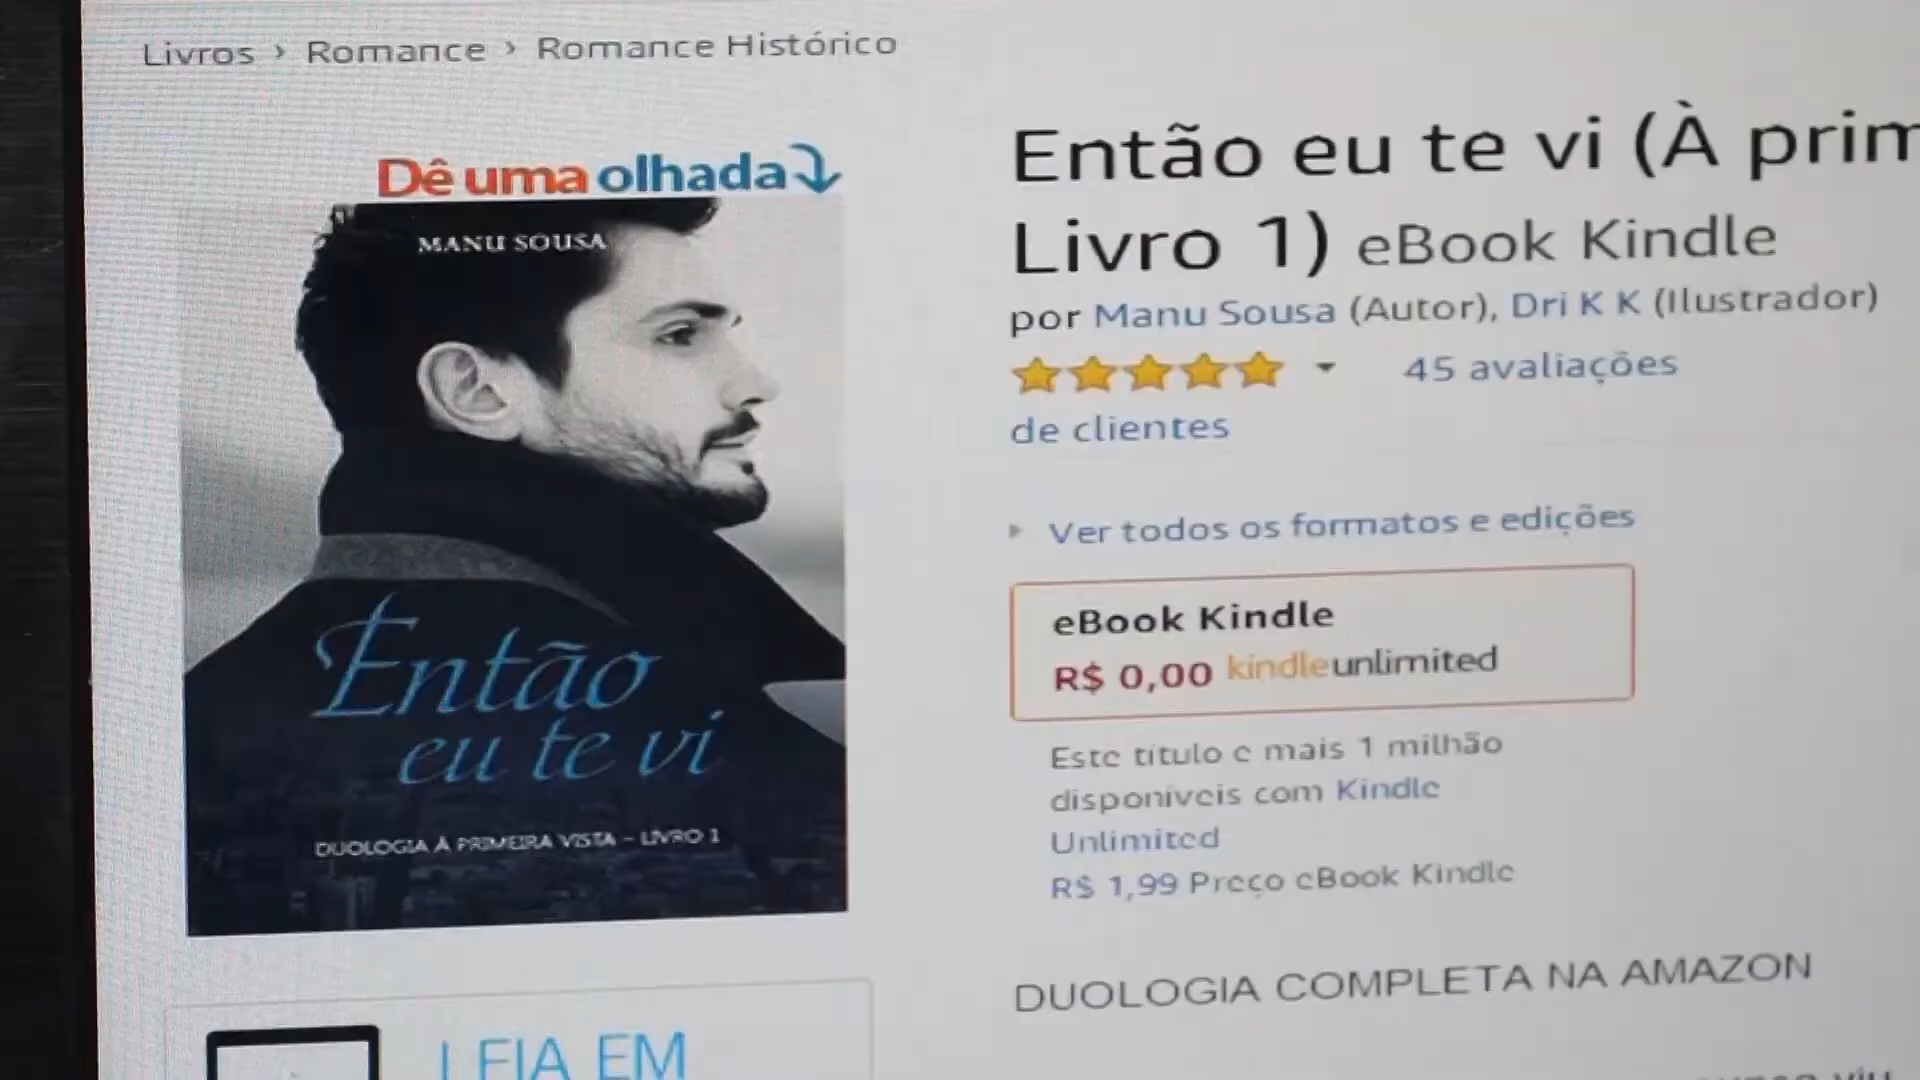 Livros › Romance › Romance Histórico
Dê uma olhada
MANU SOUSA
Então
eu te vi
DUOLOGIA À PRIMEIRA VISTA - LIVRO 1
LEIA EM
Então eu te vi (À prim
Livro 1) eBook Kindle
por Manu Sousa (Autor), Dri K K (Ilustrador)
45 avaliações
de clientes
Ver todos os formatos e edições
eBook Kindle
R$ 0,00 kindleunlimited
Este título e mais 1 milhão
disponíveis com Kindle
Unlimited
R$ 1,99 Preço eBook Kindle
DUOLOGIA COMPLETA NA AMAZON